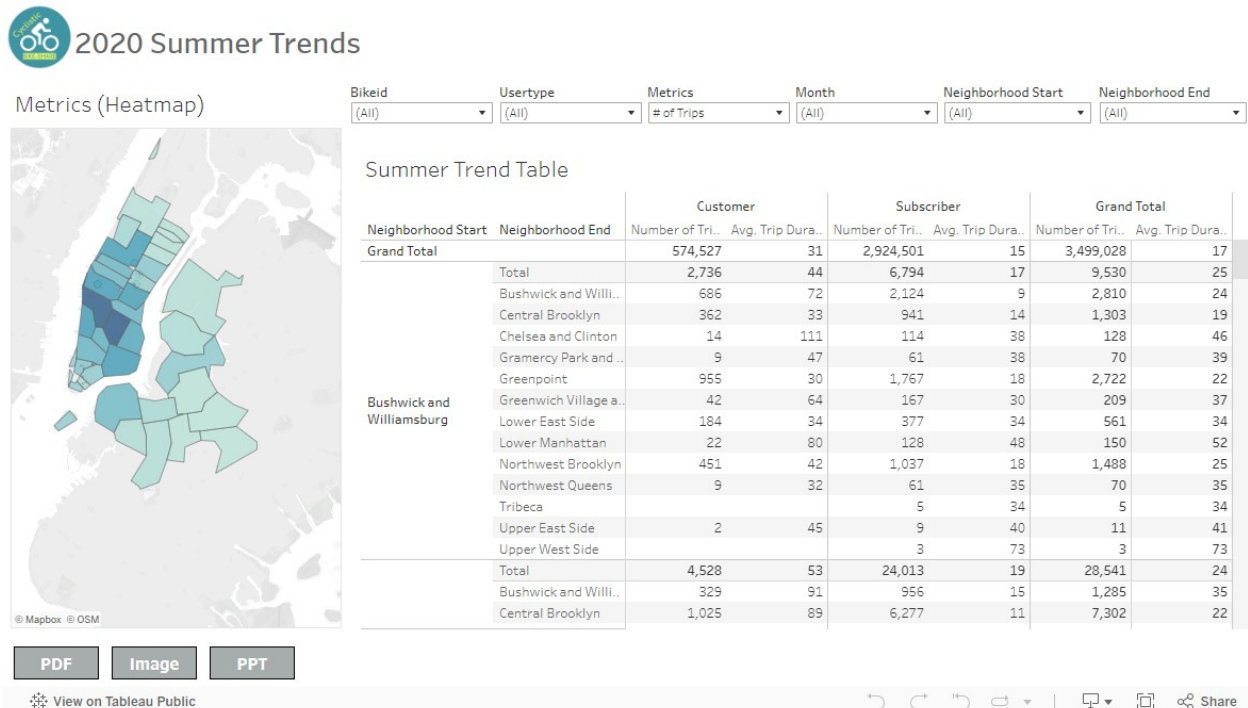 Cyclistic
BIKE SHARE
2020 Summer Trends
Metrics (Heatmap)
Bikeid Usertype Metrics Month Neighborhood Start Neighborhood End
(All) (All) # of Trips (All) (All) (All)
Summer Trend Table
Customer Subscriber Grand Total
Neighborhood Start Neighborhood End Number of Tri.. Avg. Trip Dura.. Number of Tri.. Avg. Trip Dura.. Number of Tri.. Avg. Trip Dura..
Grand Total 574,527 31 2,924,501 15 3,499,028 17
Total 2,736 44 6,794 17 9,530 25
Bushwick and Willi.. 686 72 2,124 9 2,810 24
Central Brooklyn 362 33 941 14 1,303 19
Chelsea and Clinton 14 111 114 38 128 46
Gramercy Park and .. 9 47 61 38 70 39
Greenpoint 955 30 1,767 18 2,722 22
Bushwick and Williamsburg
Greenwich Village a.. 42 64 167 30 209 37
Lower East Side 184 34 377 34 561 34
Lower Manhattan 22 80 128 48 150 52
Northwest Brooklyn 451 42 1,037 18 1,488 25
Northwest Queens 9 32 61 35 70 35
Tribeca 5 34 5 34
Upper East Side 2 45 9 40 11 41
Upper West Side 3 73 3 73
Total 4,528 53 24,013 19 28,541 24
Bushwick and Willi.. 329 91 956 15 1,285 35
Central Brooklyn 1,025 89 6,277 11 7,302 22
© Mapbox © OSM
PDF Image PPT
View on Tableau Public
Share